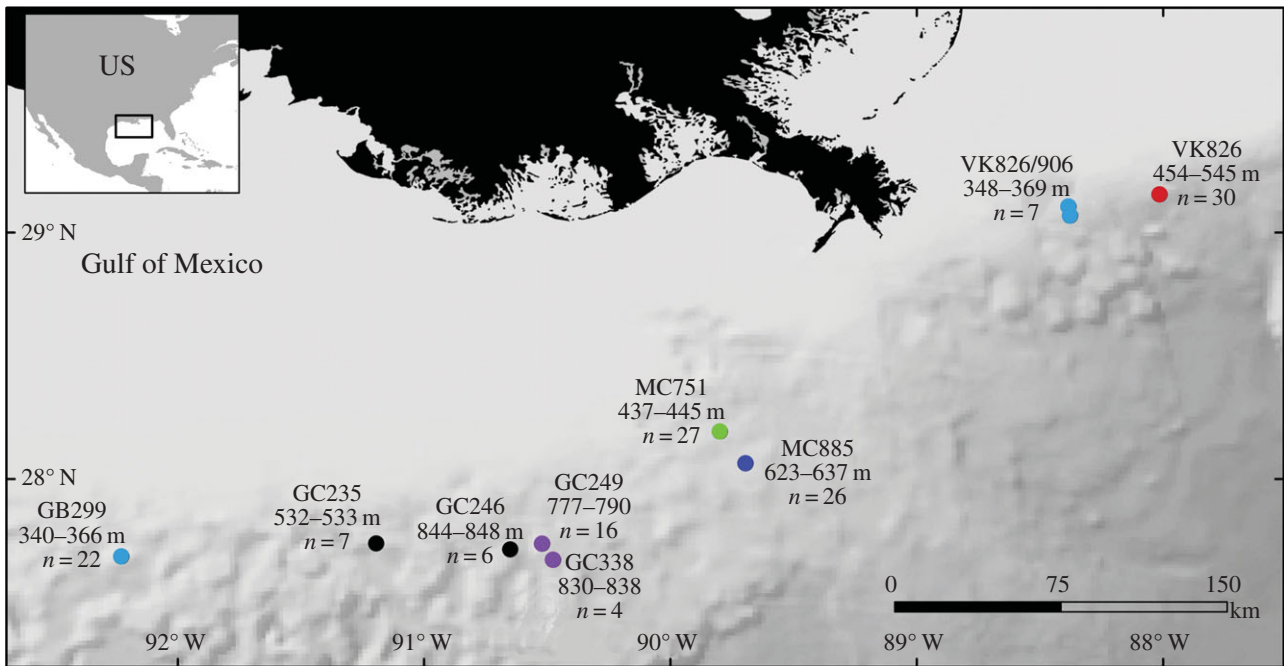 US
VK826/906
348–369 m
n = 7
VK826
454–545 m
n = 30
29° N
Gulf of Mexico
MC751
437–445 m
n = 27
MC885
623–637 m
n = 26
28° N
GB299
340–366 m
n = 22
GC235
532–533 m
n = 7
GC246
844–848 m
n = 6
GC249
777–790
n = 16
GC338
830–838
n = 4
0 75 150
km
92° W 91° W 90° W 89° W 88° W